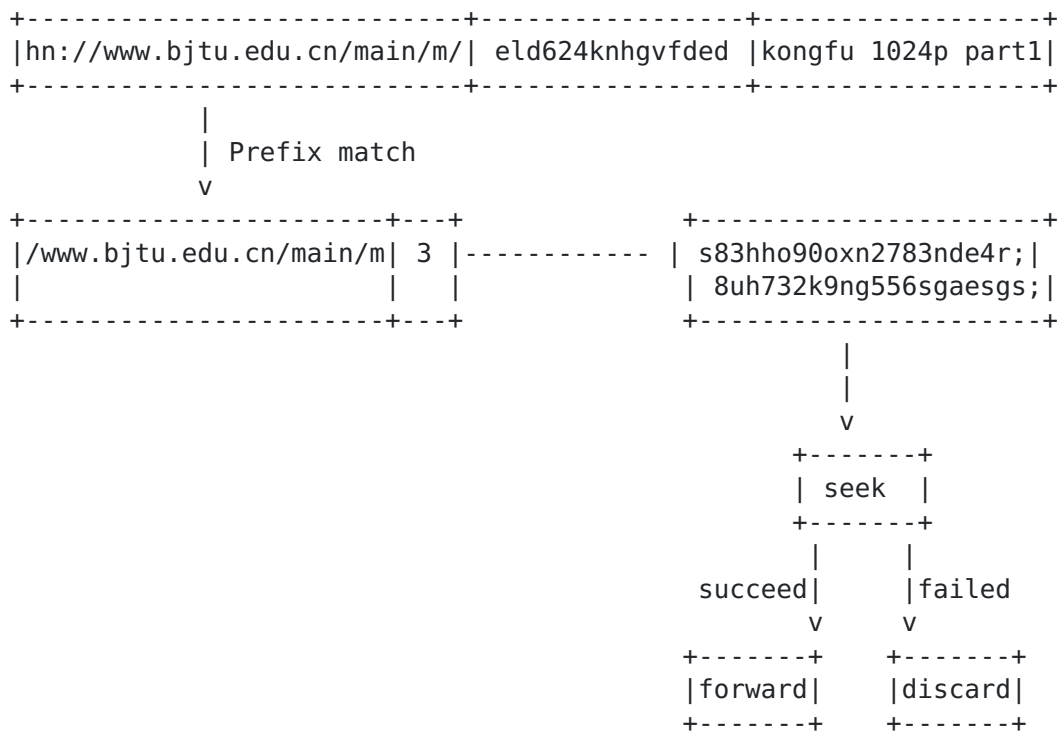 hn://www.bjtu.edu.cn/main/m/ eld624knhgvfded kongfu 1024p part1
Prefix match
/www.bjtu.edu.cn/main/m 3 s83hho90oxn2783nde4r;
8uh732k9ng556sgaesgs;
seek
succeed failed
forward discard